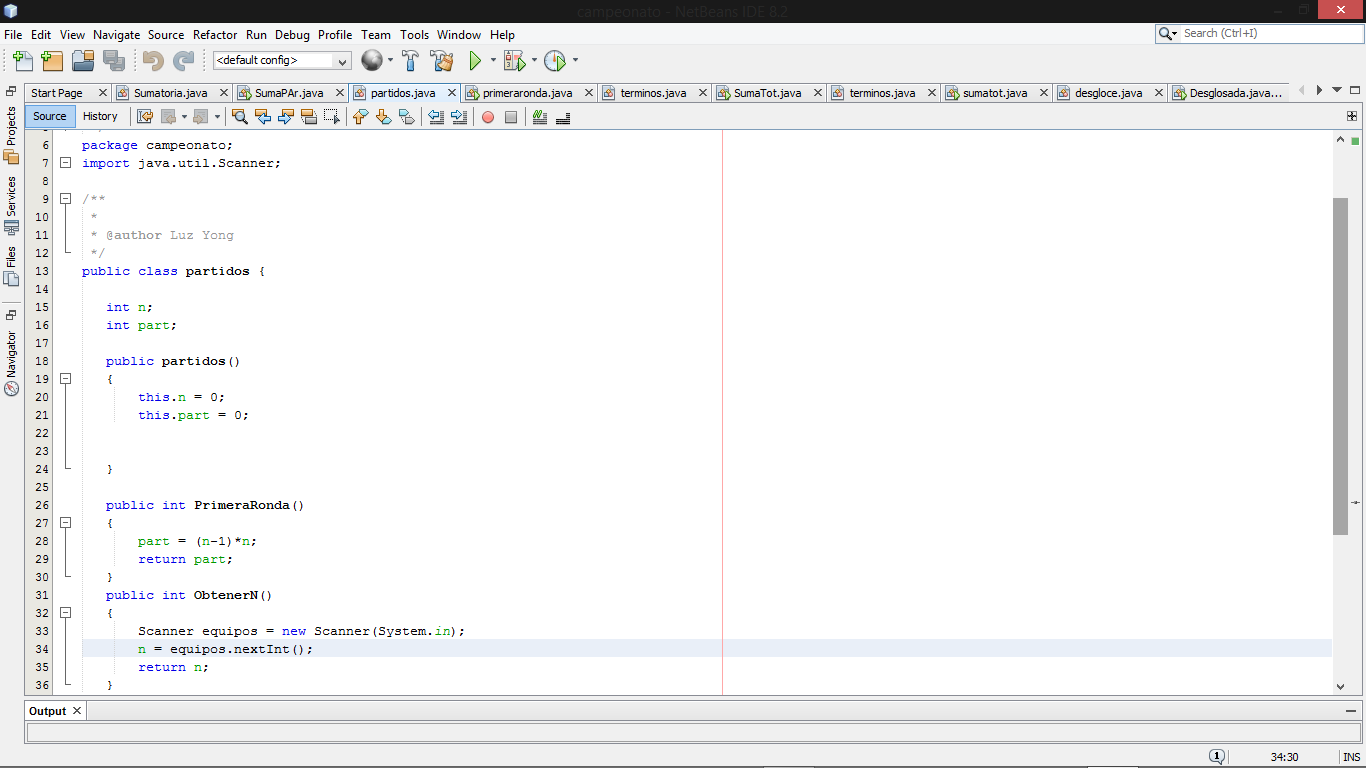 campeonato - NetBeans IDE 8.2
File Edit View Navigate Source Refactor Run Debug Profile Team Tools Window Help
Search (Ctrl+I)
<default config>
Start Page Sumatoria.java SumaPAr.java partidos.java primeraronda.java terminos.java SumaTot.java terminos.java sumatot.java desgloce.java Desglosada.java...
Source History
Projects
Services
Files
Navigator
6 package campeonato;
7 import java.util.Scanner;
8
9 /**
10 *
11 * @author Luz Yong
12 */
13 public class partidos {
14
15 int n;
16 int part;
17
18 public partidos()
19 {
20 this.n = 0;
21 this.part = 0;
22
23
24 }
25
26 public int PrimeraRonda()
27 {
28 part = (n-1)*n;
29 return part;
30 }
31 public int ObtenerN()
32 {
33 Scanner equipos = new Scanner(System.in);
34 n = equipos.nextInt();
35 return n;
36 }
Output
1
34:30 INS